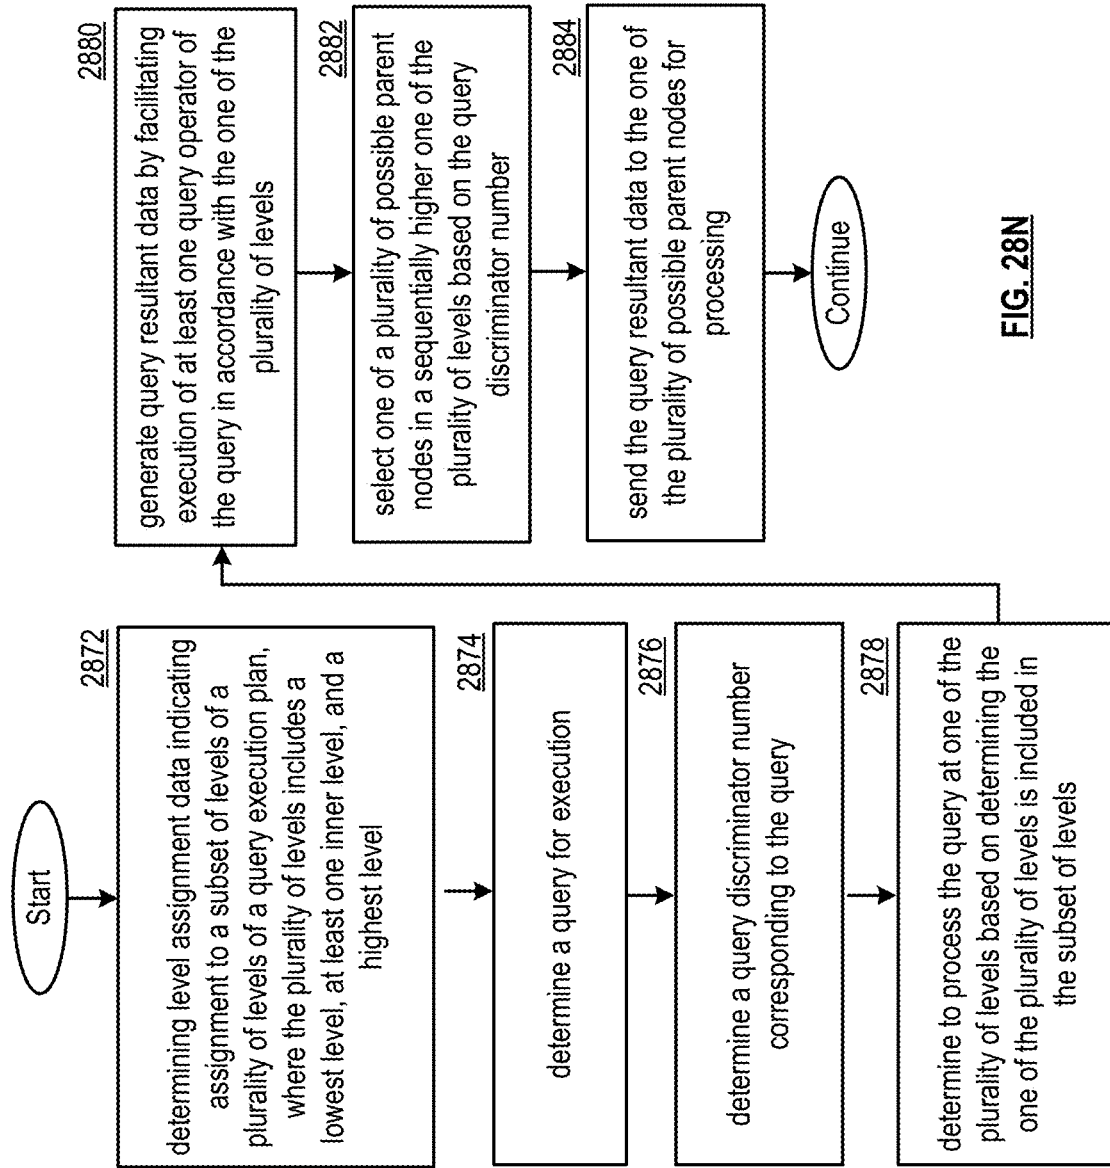 Start
2872
determining level assignment data indicating
assignment to a subset of levels of a
plurality of levels of a query execution plan,
where the plurality of levels includes a
lowest level, at least one inner level, and a
highest level
2874
determine a query for execution
2876
determine a query discriminator number
corresponding to the query
2878
determine to process the query at one of the
plurality of levels based on determining the
one of the plurality of levels is included in
the subset of levels
2880
generate query resultant data by facilitating
execution of at least one query operator of
the query in accordance with the one of the
plurality of levels
2882
select one of a plurality of possible parent
nodes in a sequentially higher one of the
plurality of levels based on the query
discriminator number
2884
send the query resultant data to the one of
the plurality of possible parent nodes for
processing
Continue
FIG. 28N